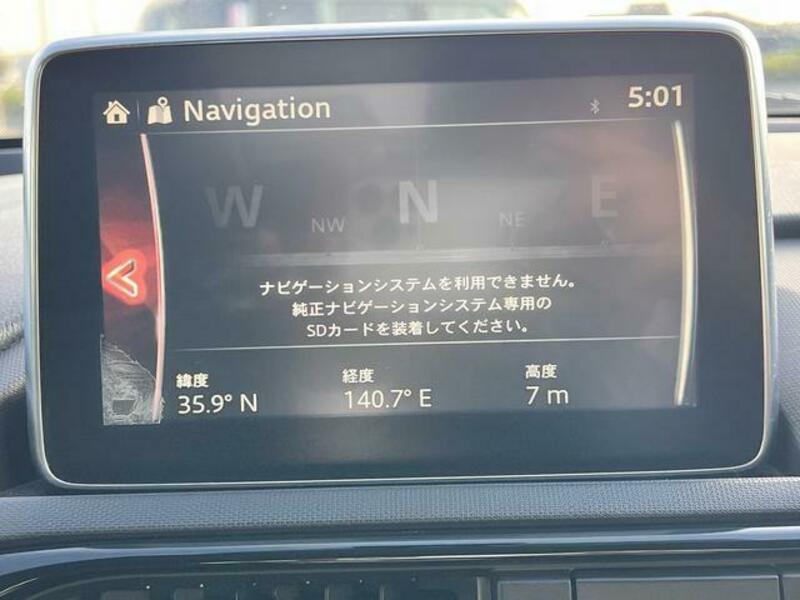 Navigation
5:01
W NW N NE E
ナビゲーションシステムを利用できません。
純正ナビゲーションシステム専用の
SDカードを装着してください。
緯度 経度 高度
35.9° N 140.7° E 7 m